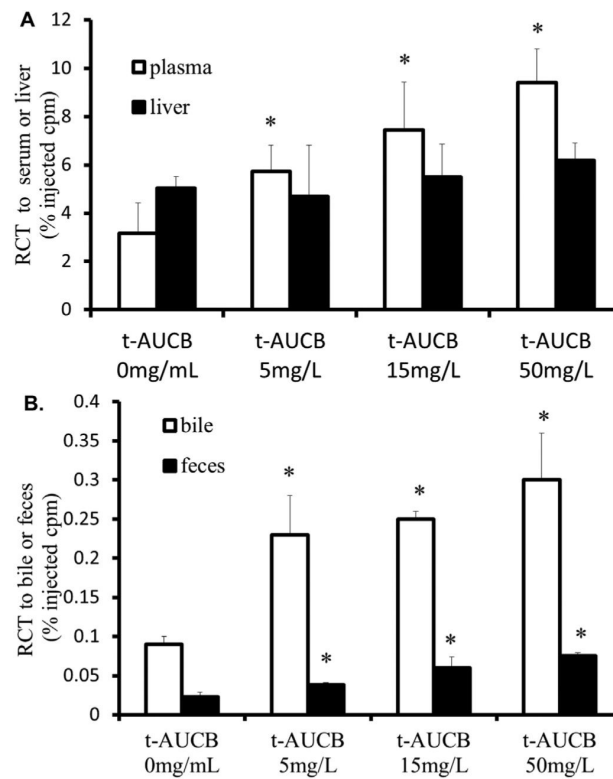 A
RCT to serum or liver
(% injected cpm)
12
10
8
6
4
2
0
plasma
liver
*
*
*
t-AUCB
0mg/mL
t-AUCB
5mg/L
t-AUCB
15mg/L
t-AUCB
50mg/L
B.
RCT to bile or feces
(% injected cpm)
0.4
0.35
0.3
0.25
0.2
0.15
0.1
0.05
0
bile
feces
*
*
*
*
*
*
t-AUCB
0mg/mL
t-AUCB
5mg/L
t-AUCB
15mg/L
t-AUCB
50mg/L